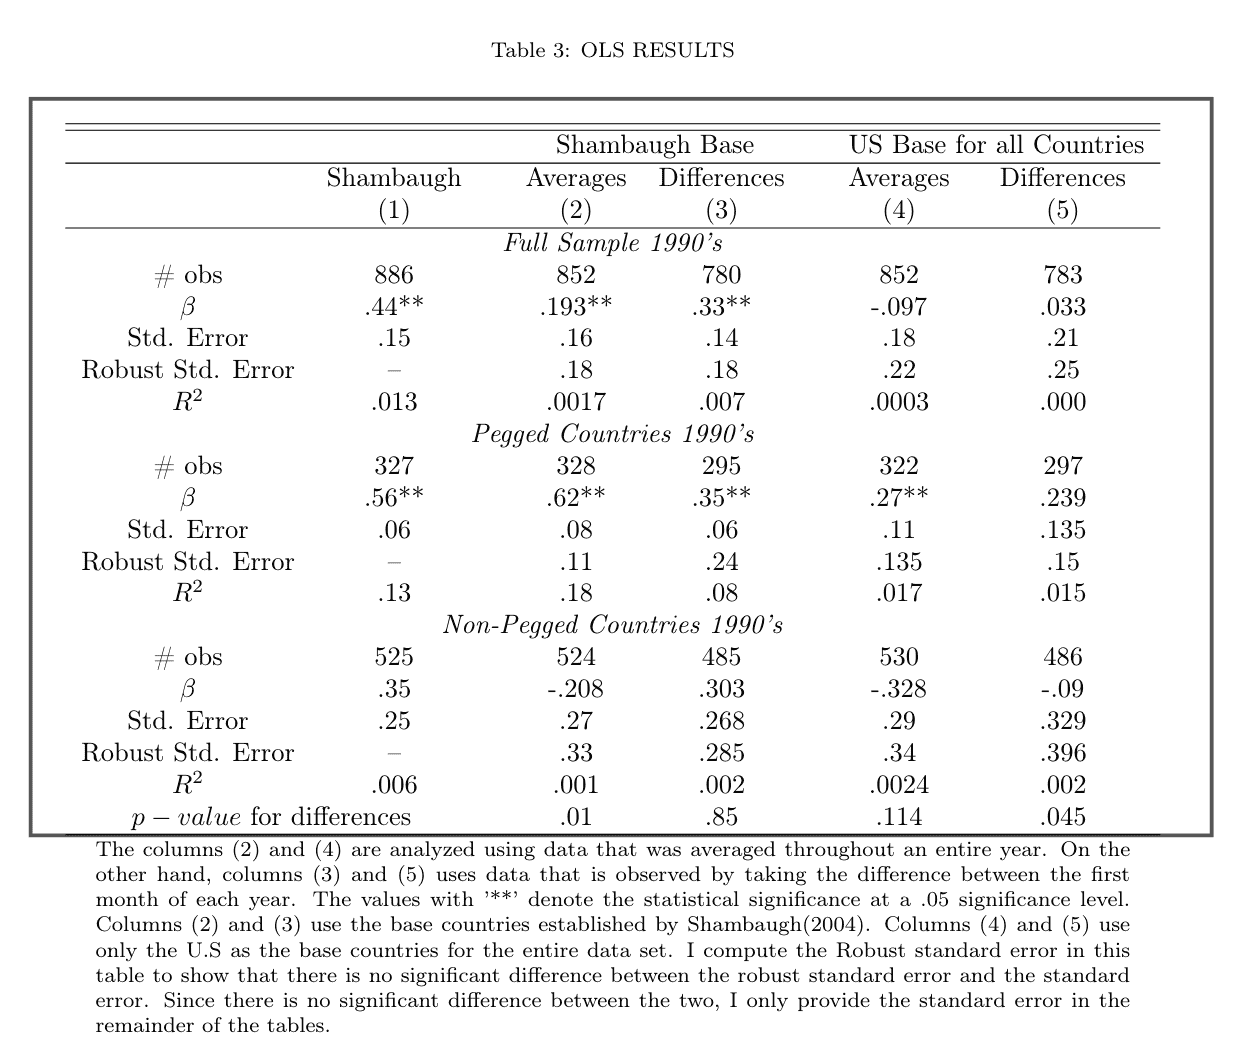 Table 3: OLS RESULTS
Shambaugh Base US Base for all Countries
Shambaugh Averages Differences Averages Differences
(1) (2) (3) (4) (5)
Full Sample 1990's
# obs 886 852 780 852 783
β .44** .193** .33** -.097 .033
Std. Error .15 .16 .14 .18 .21
Robust Std. Error – .18 .18 .22 .25
R² .013 .0017 .007 .0003 .000
Pegged Countries 1990's
# obs 327 328 295 322 297
β .56** .62** .35** .27** .239
Std. Error .06 .08 .06 .11 .135
Robust Std. Error – .11 .24 .135 .15
R² .13 .18 .08 .017 .015
Non-Pegged Countries 1990's
# obs 525 524 485 530 486
β .35 -.208 .303 -.328 -.09
Std. Error .25 .27 .268 .29 .329
Robust Std. Error – .33 .285 .34 .396
R² .006 .001 .002 .0024 .002
p − value for differences .01 .85 .114 .045
The columns (2) and (4) are analyzed using data that was averaged throughout an entire year. On the
other hand, columns (3) and (5) uses data that is observed by taking the difference between the first
month of each year. The values with '**' denote the statistical significance at a .05 significance level.
Columns (2) and (3) use the base countries established by Shambaugh(2004). Columns (4) and (5) use
only the U.S as the base countries for the entire data set. I compute the Robust standard error in this
table to show that there is no significant difference between the robust standard error and the standard
error. Since there is no significant difference between the two, I only provide the standard error in the
remainder of the tables.